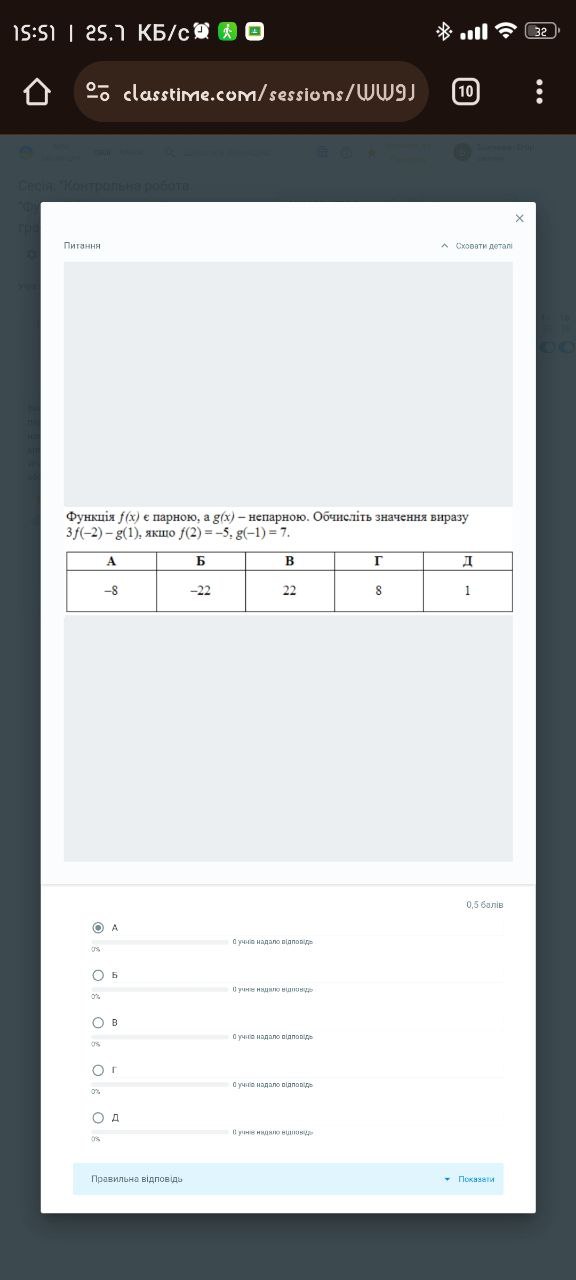 15:51 | 25.7 КБ/с
32
classtime.com/sessions/WW9J
10
Сесія: "Контрольна робота
Питання
Сховати деталі
Функція f(x) є парною, а g(x) – непарною. Обчисліть значення виразу
3f(–2) – g(1), якщо f(2) = –5, g(–1) = 7.
А Б В Г Д
–8 –22 22 8 1
0,5 балів
А
0% 0 учнів надало відповідь
Б
0% 0 учнів надало відповідь
В
0% 0 учнів надало відповідь
Г
0% 0 учнів надало відповідь
Д
0% 0 учнів надало відповідь
Правильна відповідь Показати